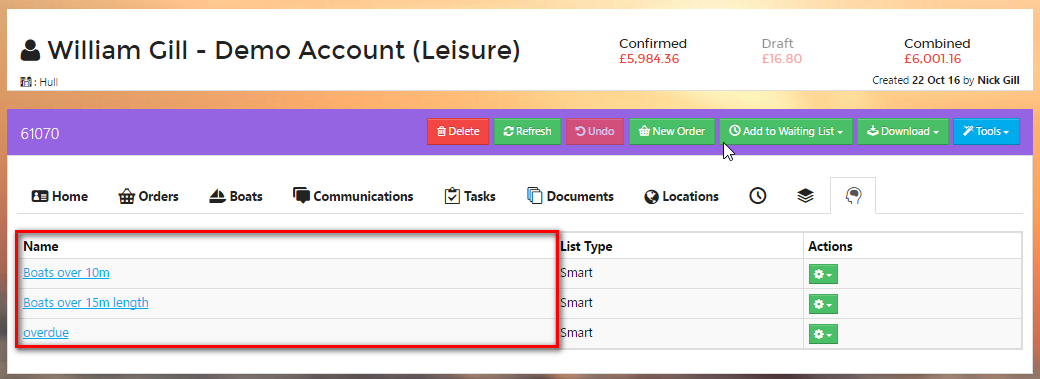 William Gill - Demo Account (Leisure)
Confirmed
£5,984.36
Draft
£16.80
Combined
£6,001.16
: Hull
Created 22 Oct 16 by Nick Gill
61070
Delete
Refresh
Undo
New Order
Add to Waiting List
Download
Tools
Home
Orders
Boats
Communications
Tasks
Documents
Locations
Name
List Type
Actions
Boats over 10m
Smart
Boats over 15m length
Smart
overdue
Smart